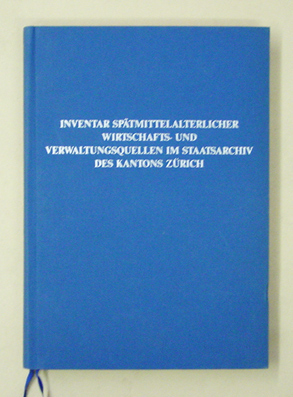 INVENTAR SPÄTMITTELALTERLICHER
WIRTSCHAFTS- UND
VERWALTUNGSQUELLEN IM STAATSARCHIV
DES KANTONS ZÜRICH